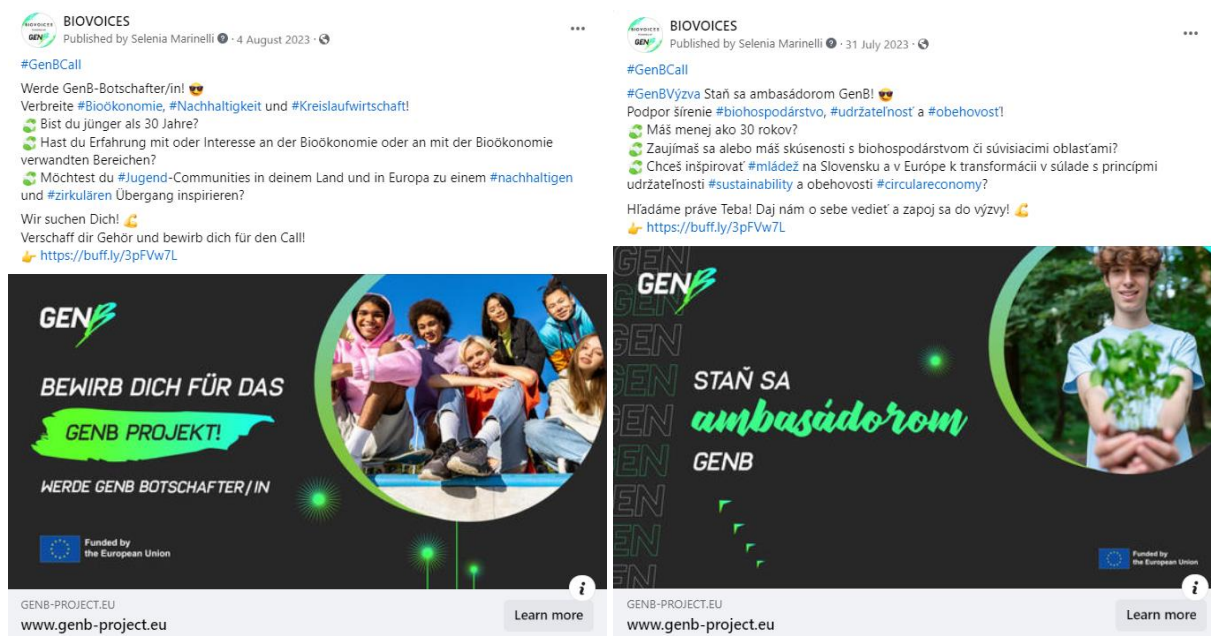 BIOVOICES
Published by Selenia Marinelli · 4 August 2023 ·
#GenBCall
Werde GenB-Botschafter/in! 😎
Verbreite #Bioökonomie, #Nachhaltigkeit und #Kreislaufwirtschaft!
Bist du jünger als 30 Jahre?
Hast du Erfahrung mit oder Interesse an der Bioökonomie oder an mit der Bioökonomie
verwandten Bereichen?
Möchtest du #Jugend-Communities in deinem Land und in Europa zu einem #nachhaltigen
und #zirkulären Übergang inspirieren?
Wir suchen Dich! 💪
Verschaff dir Gehör und bewirb dich für den Call!
👉 https://buff.ly/3pFVw7L
GENB
BEWIRB DICH FÜR DAS
GENB PROJEKT!
WERDE GENB BOTSCHAFTER/IN
Funded by
the European Union
GENB-PROJECT.EU
www.genb-project.eu
Learn more
BIOVOICES
Published by Selenia Marinelli · 31 July 2023 ·
#GenBCall
#GenBVýzva Staň sa ambasádorom GenB! 😎
Podpor šírenie #biohospodárstvo, #udržateľnosť a #obehovosť!
Máš menej ako 30 rokov?
Zaujímaš sa alebo máš skúsenosti s biohospodárstvom či súvisiacimi oblasťami?
Chceš inšpirovať #mládež na Slovensku a v Európe k transformácii v súlade s princípmi
udržateľnosti #sustainability a obehovosti #circulareconomy?
Hľadáme práve Teba! Daj nám o sebe vedieť a zapoj sa do výzvy! 💪
👉 https://buff.ly/3pFVw7L
GEN
GENB
GEN
GEN
GEN
GEN
GEN
GEN
GEN
GEN
STAŇ SA
ambasádorom
GENB
Funded by
the European Union
GENB-PROJECT.EU
www.genb-project.eu
Learn more